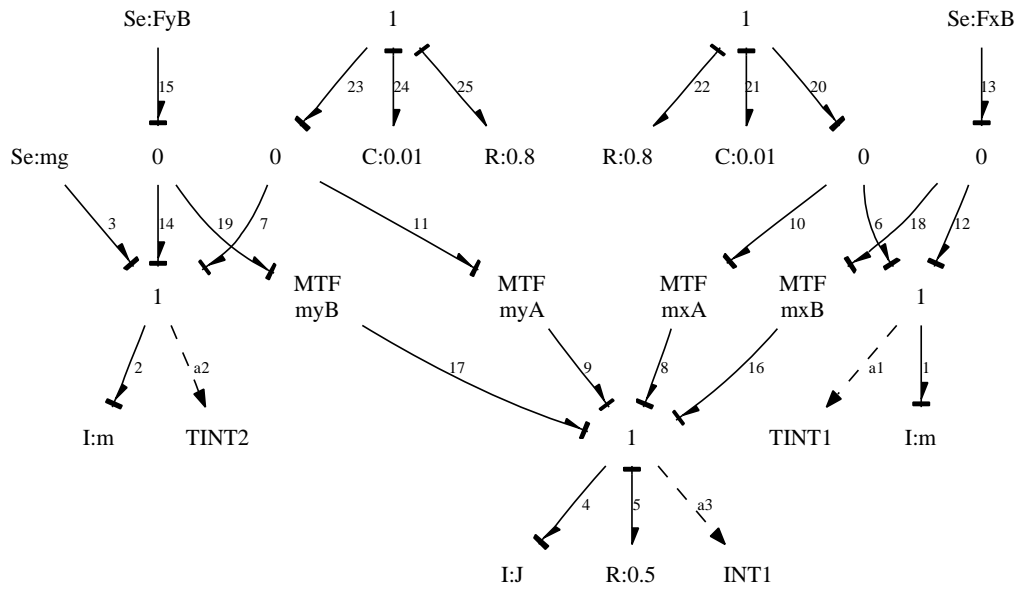 Se:FyB 1 1 Se:FxB
15 23 24 25 22 21 20 13
Se:mg 0 0 C:0.01 R:0.8 R:0.8 C:0.01 0 0
3 14 19 7 11 10 6 18 12
1 MTF MTF MTF MTF 1
myB myA mxA mxB
2 a2 17 9 8 16 a1 1
I:m TINT2 1 TINT1 I:m
4 5 a3
I:J R:0.5 INT1